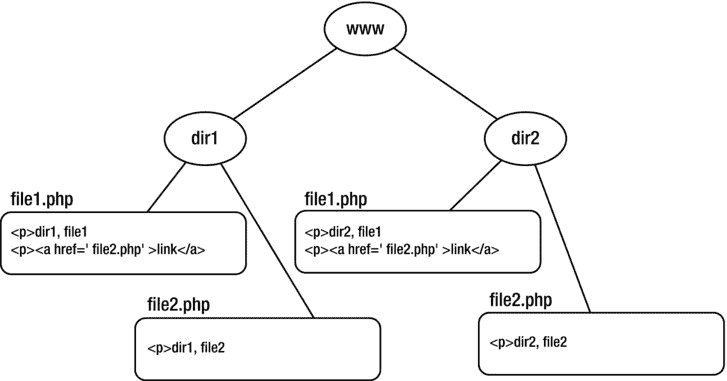 www
dir1
dir2
file1.php
<p>dir1, file1
<p><a href=' file2.php' >link</a>
file1.php
<p>dir2, file1
<p><a href=' file2.php' >link</a>
file2.php
<p>dir1, file2
file2.php
<p>dir2, file2